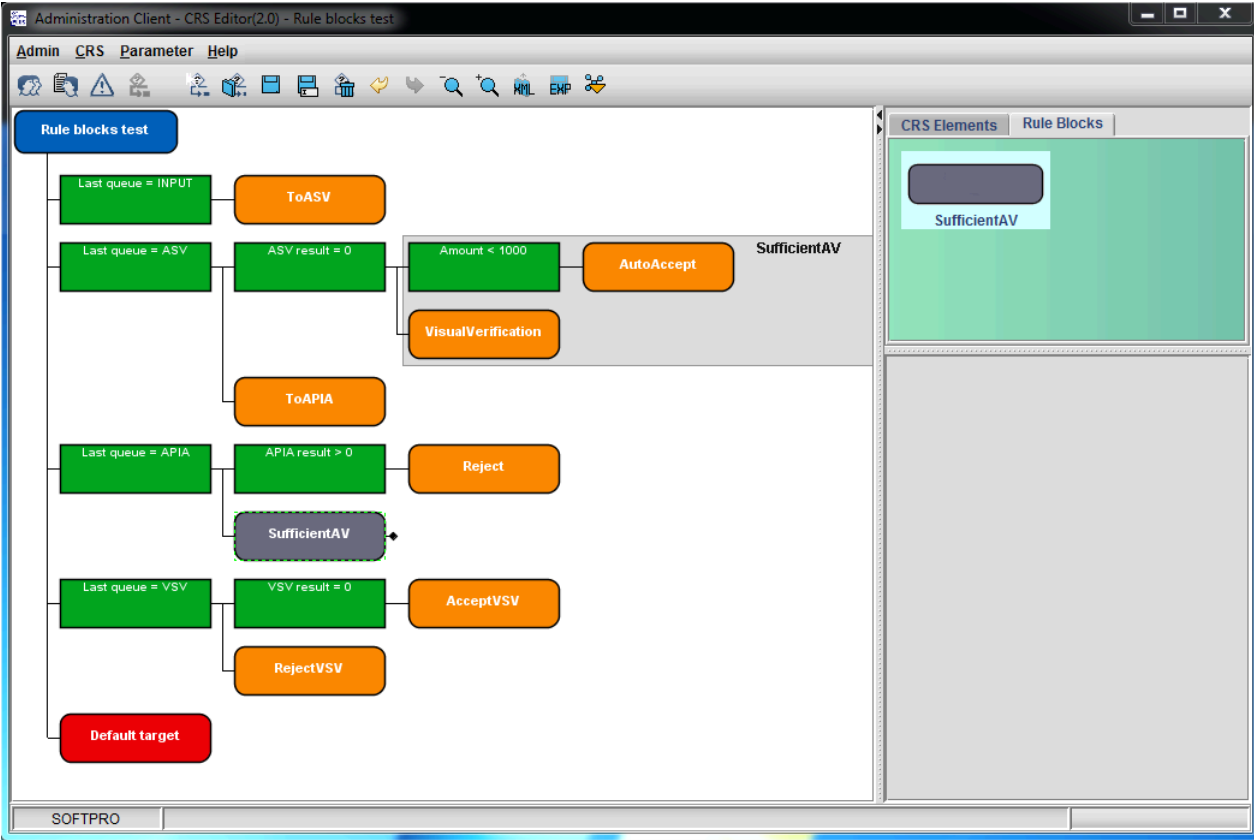 Administration Client - CRS Editor(2.0) - Rule blocks test
Admin CRS Parameter Help
XML EXP
Rule blocks test
CRS Elements Rule Blocks
SufficientAV
Last queue = INPUT
ToASV
Last queue = ASV
ASV result = 0
Amount < 1000
AutoAccept
SufficientAV
VisualVerification
ToAPIA
Last queue = APIA
APIA result > 0
Reject
SufficientAV
Last queue = VSV
VSV result = 0
AcceptVSV
RejectVSV
Default target
SOFTPRO